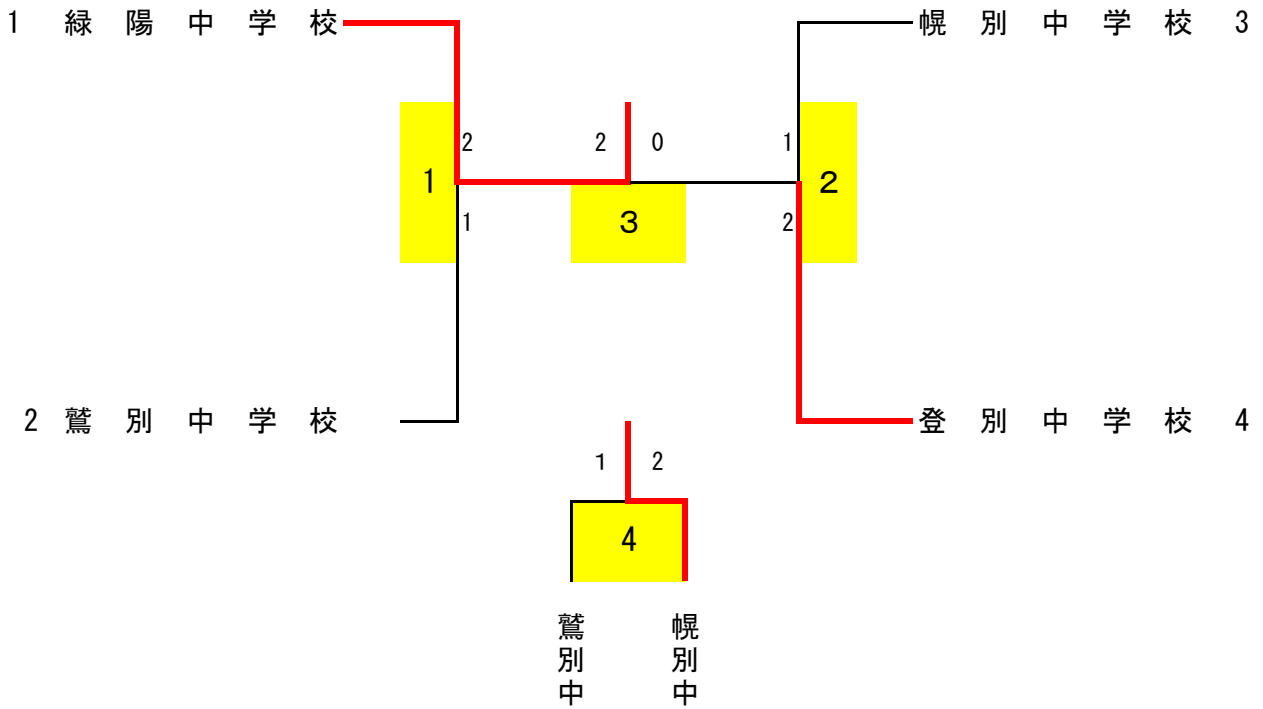 1 緑陽中学校
幌別中学校 3
2 2 0 1
1 2
3
1 2
2 鷲別中学校
登別中学校 4
1 2
4
鷲別中
幌別中